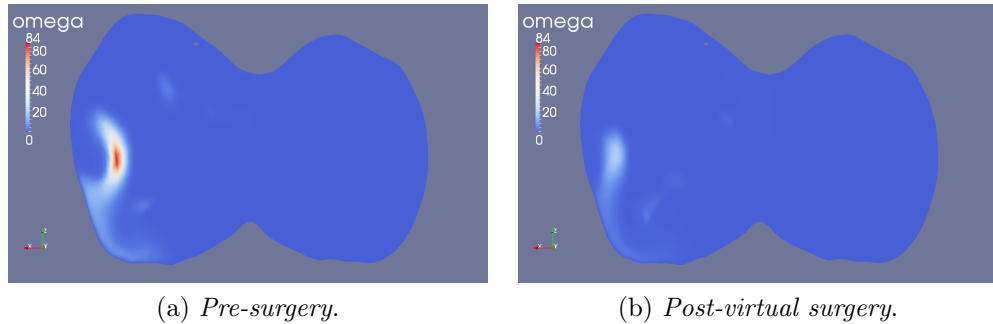 omega
84
80
60
40
20
0
x
z
y
(a) Pre-surgery.
omega
84
80
60
40
20
0
x
z
y
(b) Post-virtual surgery.